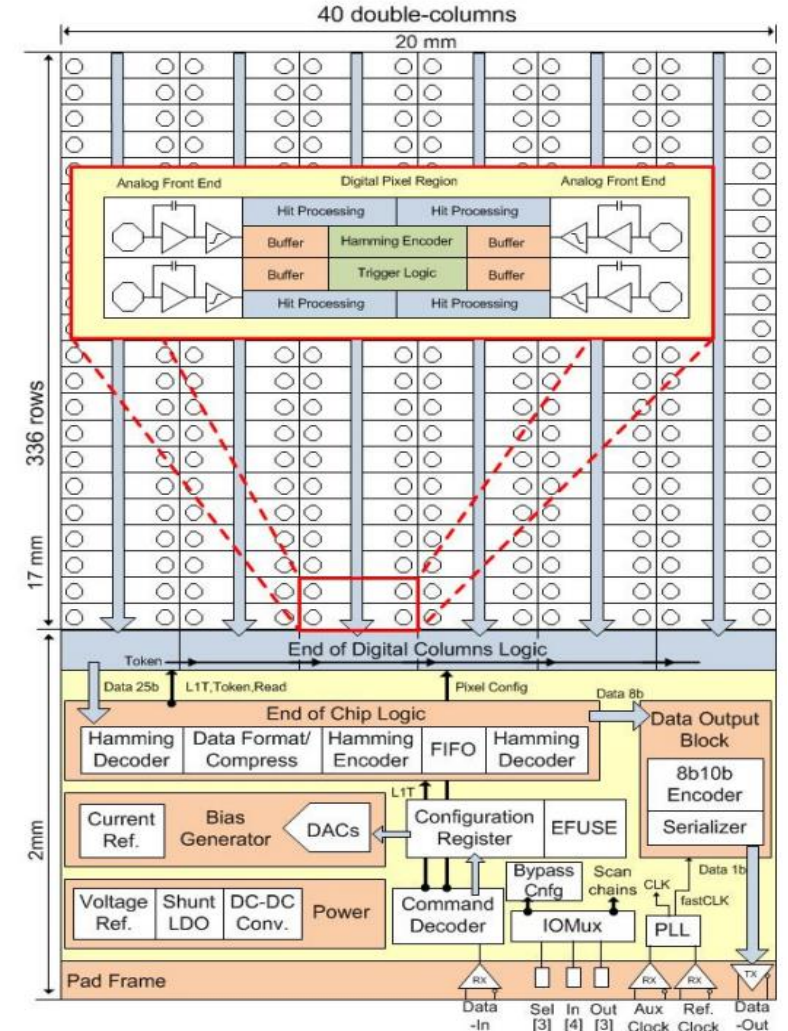 40 double-columns
20 mm
Analog Front End
Digital Pixel Region
Analog Front End
Hit Processing
Hit Processing
Buffer
Hamming Encoder
Buffer
Buffer
Trigger Logic
Buffer
Hit Processing
Hit Processing
336 rows
17 mm
End of Digital Columns Logic
Token
Data 25b
L1T,Token,Read
Pixel Config
Data 8b
End of Chip Logic
Hamming
Decoder
Data Format/
Compress
Hamming
Encoder
FIFO
Hamming
Decoder
Data Output
Block
8b10b
Encoder
Serializer
L1T
2mm
Current
Ref.
Bias
Generator
DACs
Configuration
Register
EFUSE
Voltage
Ref.
Shunt
LDO
DC-DC
Conv.
Power
Command
Decoder
Bypass
Cnfg
Scan
chains
IOMux
CLK
Data 1b
fastCLK
PLL
Pad Frame
RX
RX
RX
TX
Data
-In
Sel
[3]
In
[4]
Out
[3]
Aux
Clock
Ref.
Clock
Data
-Out